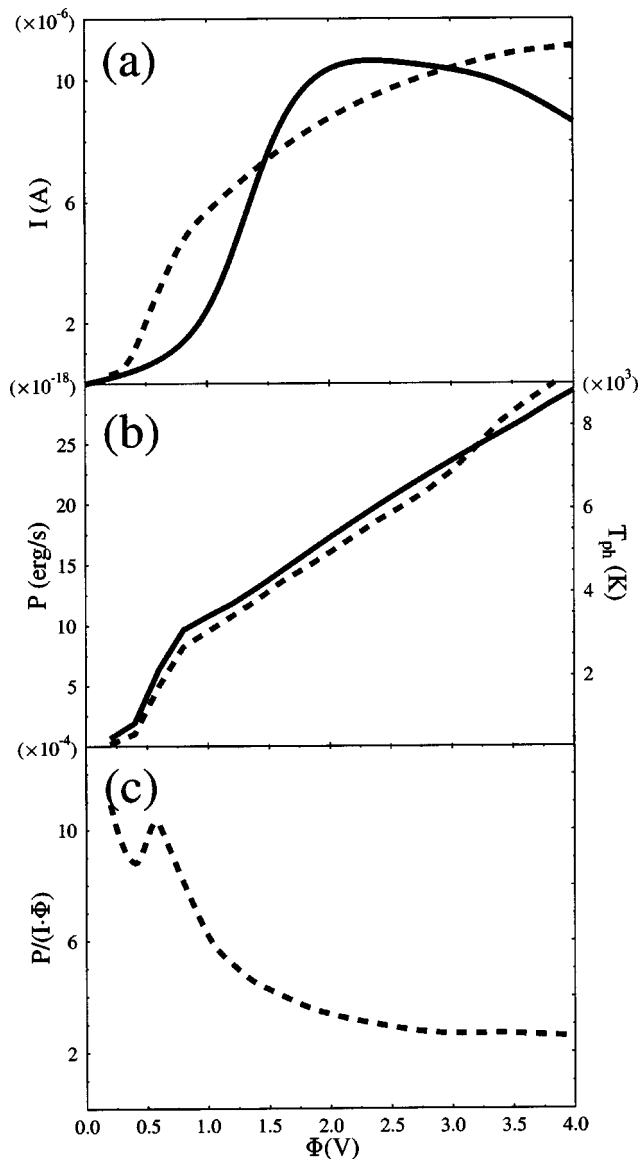 (×10⁻⁶)
(a)
10
6
2
I (A)
(×10⁻¹⁸)
(×10³)
(b)
25
20
15
10
5
P (erg/s)
8
6
4
2
T_ph (K)
(×10⁻⁴)
(c)
10
6
2
P/(I·Φ)
0.0 0.5 1.0 1.5 2.0 2.5 3.0 3.5 4.0
Φ(V)